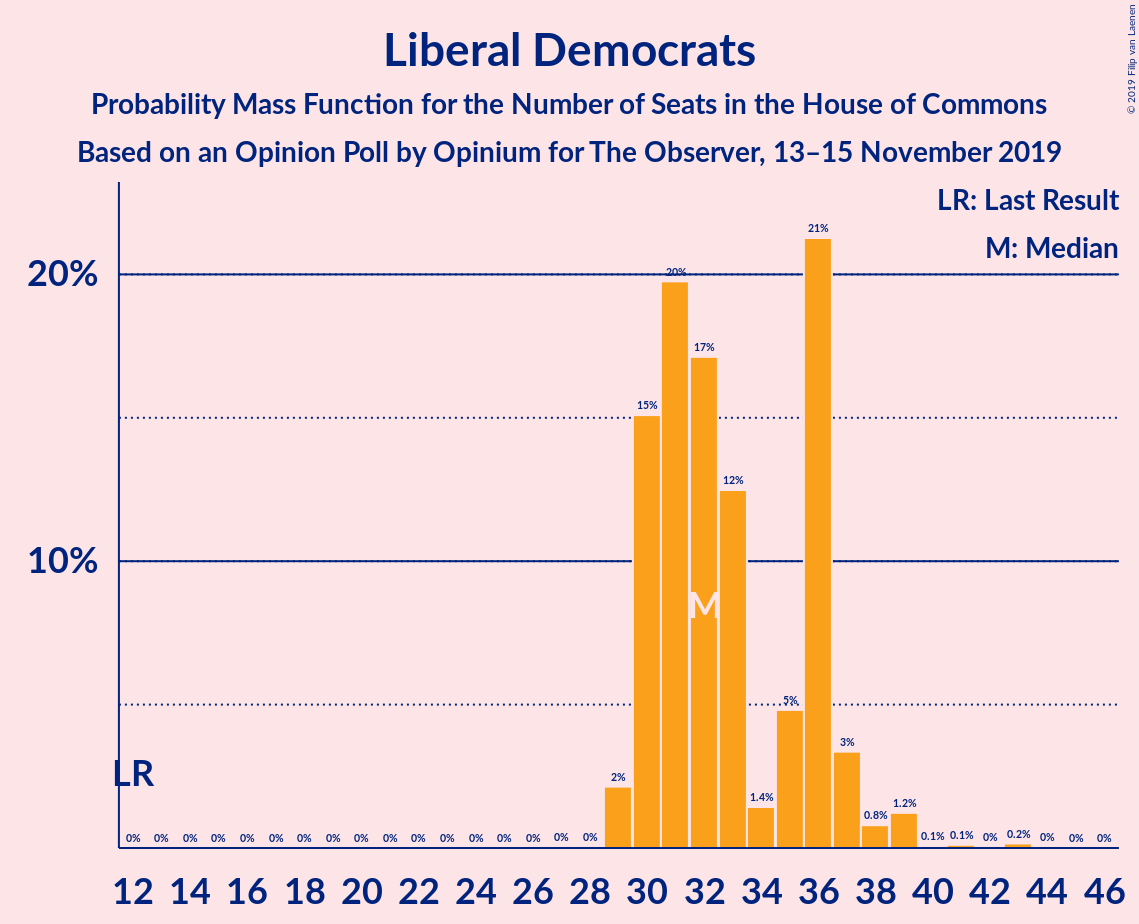 © 2019 Filip van Laenen
Liberal Democrats
Probability Mass Function for the Number of Seats in the House of Commons
Based on an Opinion Poll by Opinium for The Observer, 13–15 November 2019
LR: Last Result
M: Median
20%
10%
LR
M
0% 0% 0% 0% 0% 0% 0% 0% 0% 0% 0% 0% 0% 0% 0% 0% 0% 2% 15% 20% 17% 12% 1.4% 5% 21% 3% 0.8% 1.2% 0.1% 0.1% 0% 0.2% 0% 0% 0%
12 14 16 18 20 22 24 26 28 30 32 34 36 38 40 42 44 46